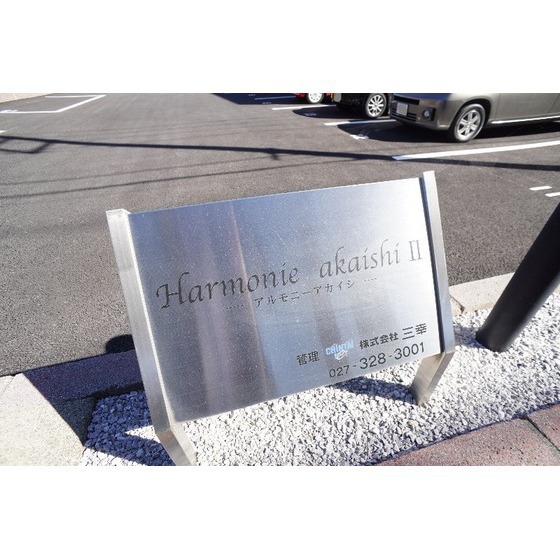 Harmonie akaishi II
···· アルモニーアカイシ ····
管理 CHINTAI 株式会社 三幸
027-328-3001